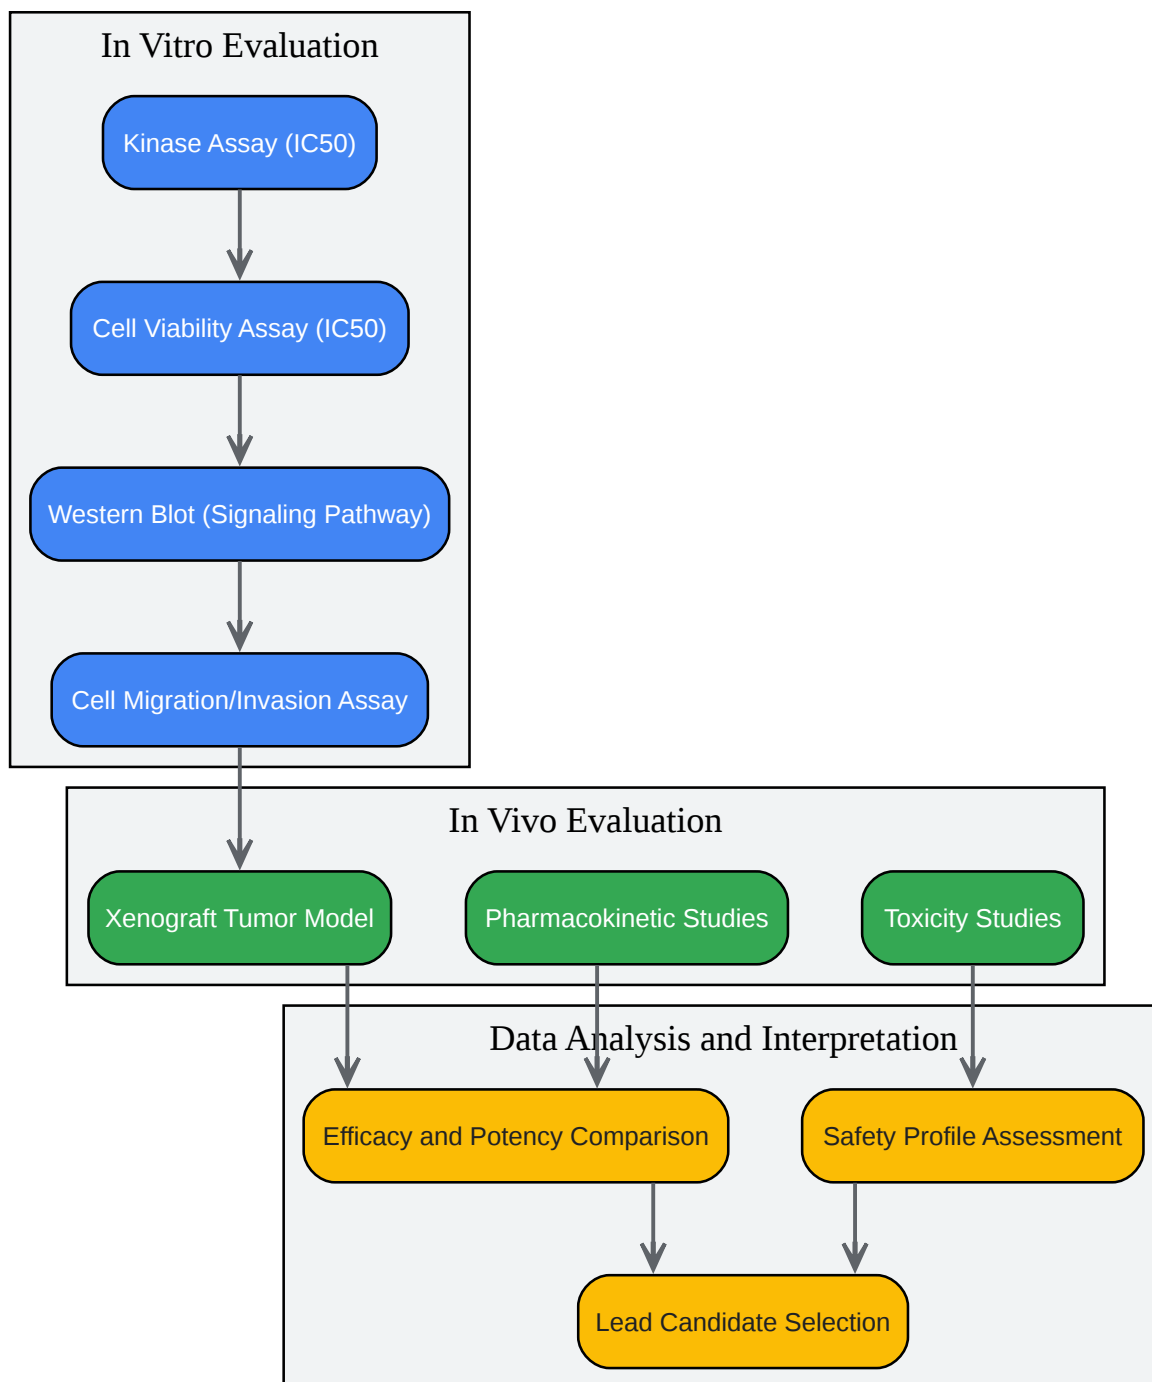 In Vitro Evaluation
Kinase Assay (IC50)
Cell Viability Assay (IC50)
Western Blot (Signaling Pathway)
Cell Migration/Invasion Assay
In Vivo Evaluation
Xenograft Tumor Model
Pharmacokinetic Studies
Toxicity Studies
Data Analysis and Interpretation
Efficacy and Potency Comparison
Safety Profile Assessment
Lead Candidate Selection